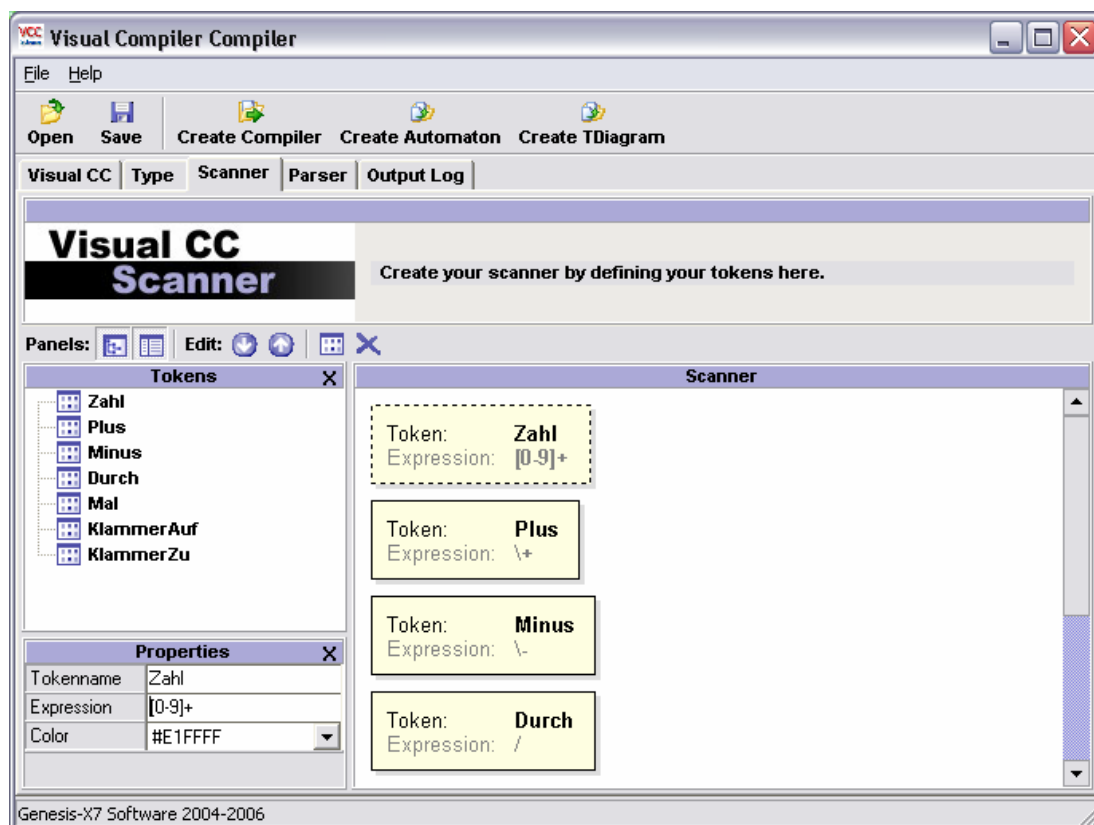 Visual Compiler Compiler
File Help
Open Save Create Compiler Create Automaton Create TDiagram
Visual CC Type Scanner Parser Output Log
Visual CC
Scanner
Create your scanner by defining your tokens here.
Panels: Edit:
Tokens X
Zahl
Plus
Minus
Durch
Mal
KlammerAuf
KlammerZu
Properties X
Tokenname Zahl
Expression [0-9]+
Color #E1FFFF
Scanner
Token: Zahl
Expression: [0-9]+
Token: Plus
Expression: \+
Token: Minus
Expression: \-
Token: Durch
Expression: /
Genesis-X7 Software 2004-2006